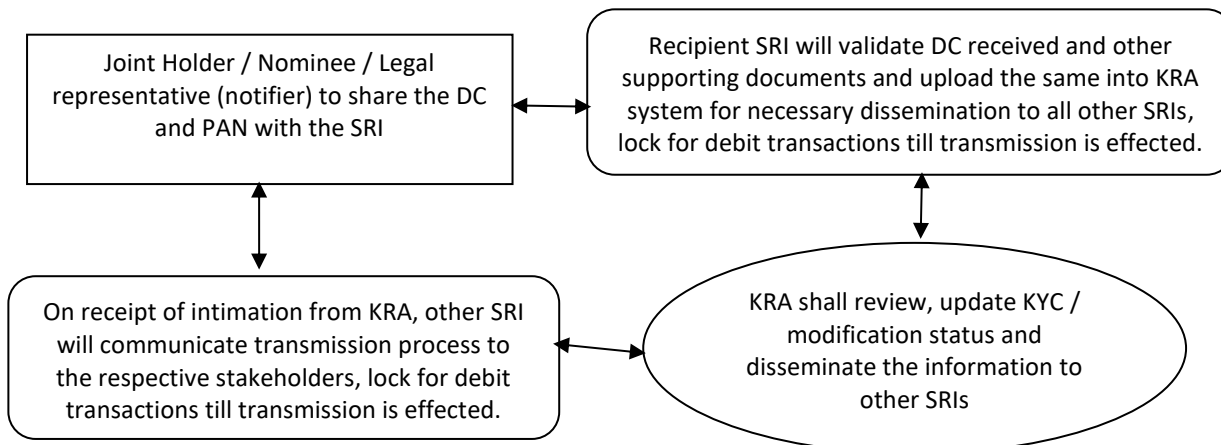 Joint Holder / Nominee / Legal
representative (notifier) to share the DC
and PAN with the SRI
Recipient SRI will validate DC received and other
supporting documents and upload the same into KRA
system for necessary dissemination to all other SRIs,
lock for debit transactions till transmission is effected.
On receipt of intimation from KRA, other SRI
will communicate transmission process to
the respective stakeholders, lock for debit
transactions till transmission is effected.
KRA shall review, update KYC /
modification status and
disseminate the information to
other SRIs